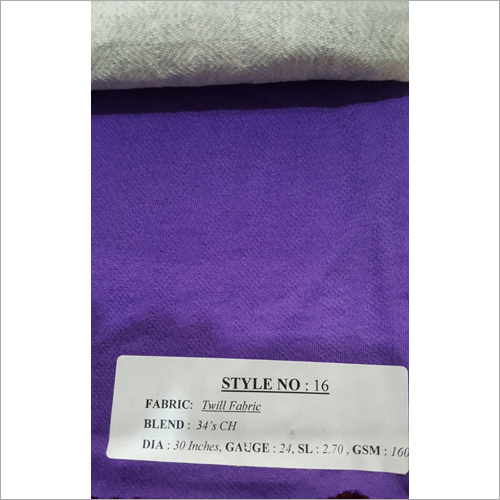 STYLE NO : 16
FABRIC: Twill Fabric
BLEND : 34's CH
DIA : 30 Inches, GAUGE : 24, SL : 2.70 , GSM : 160